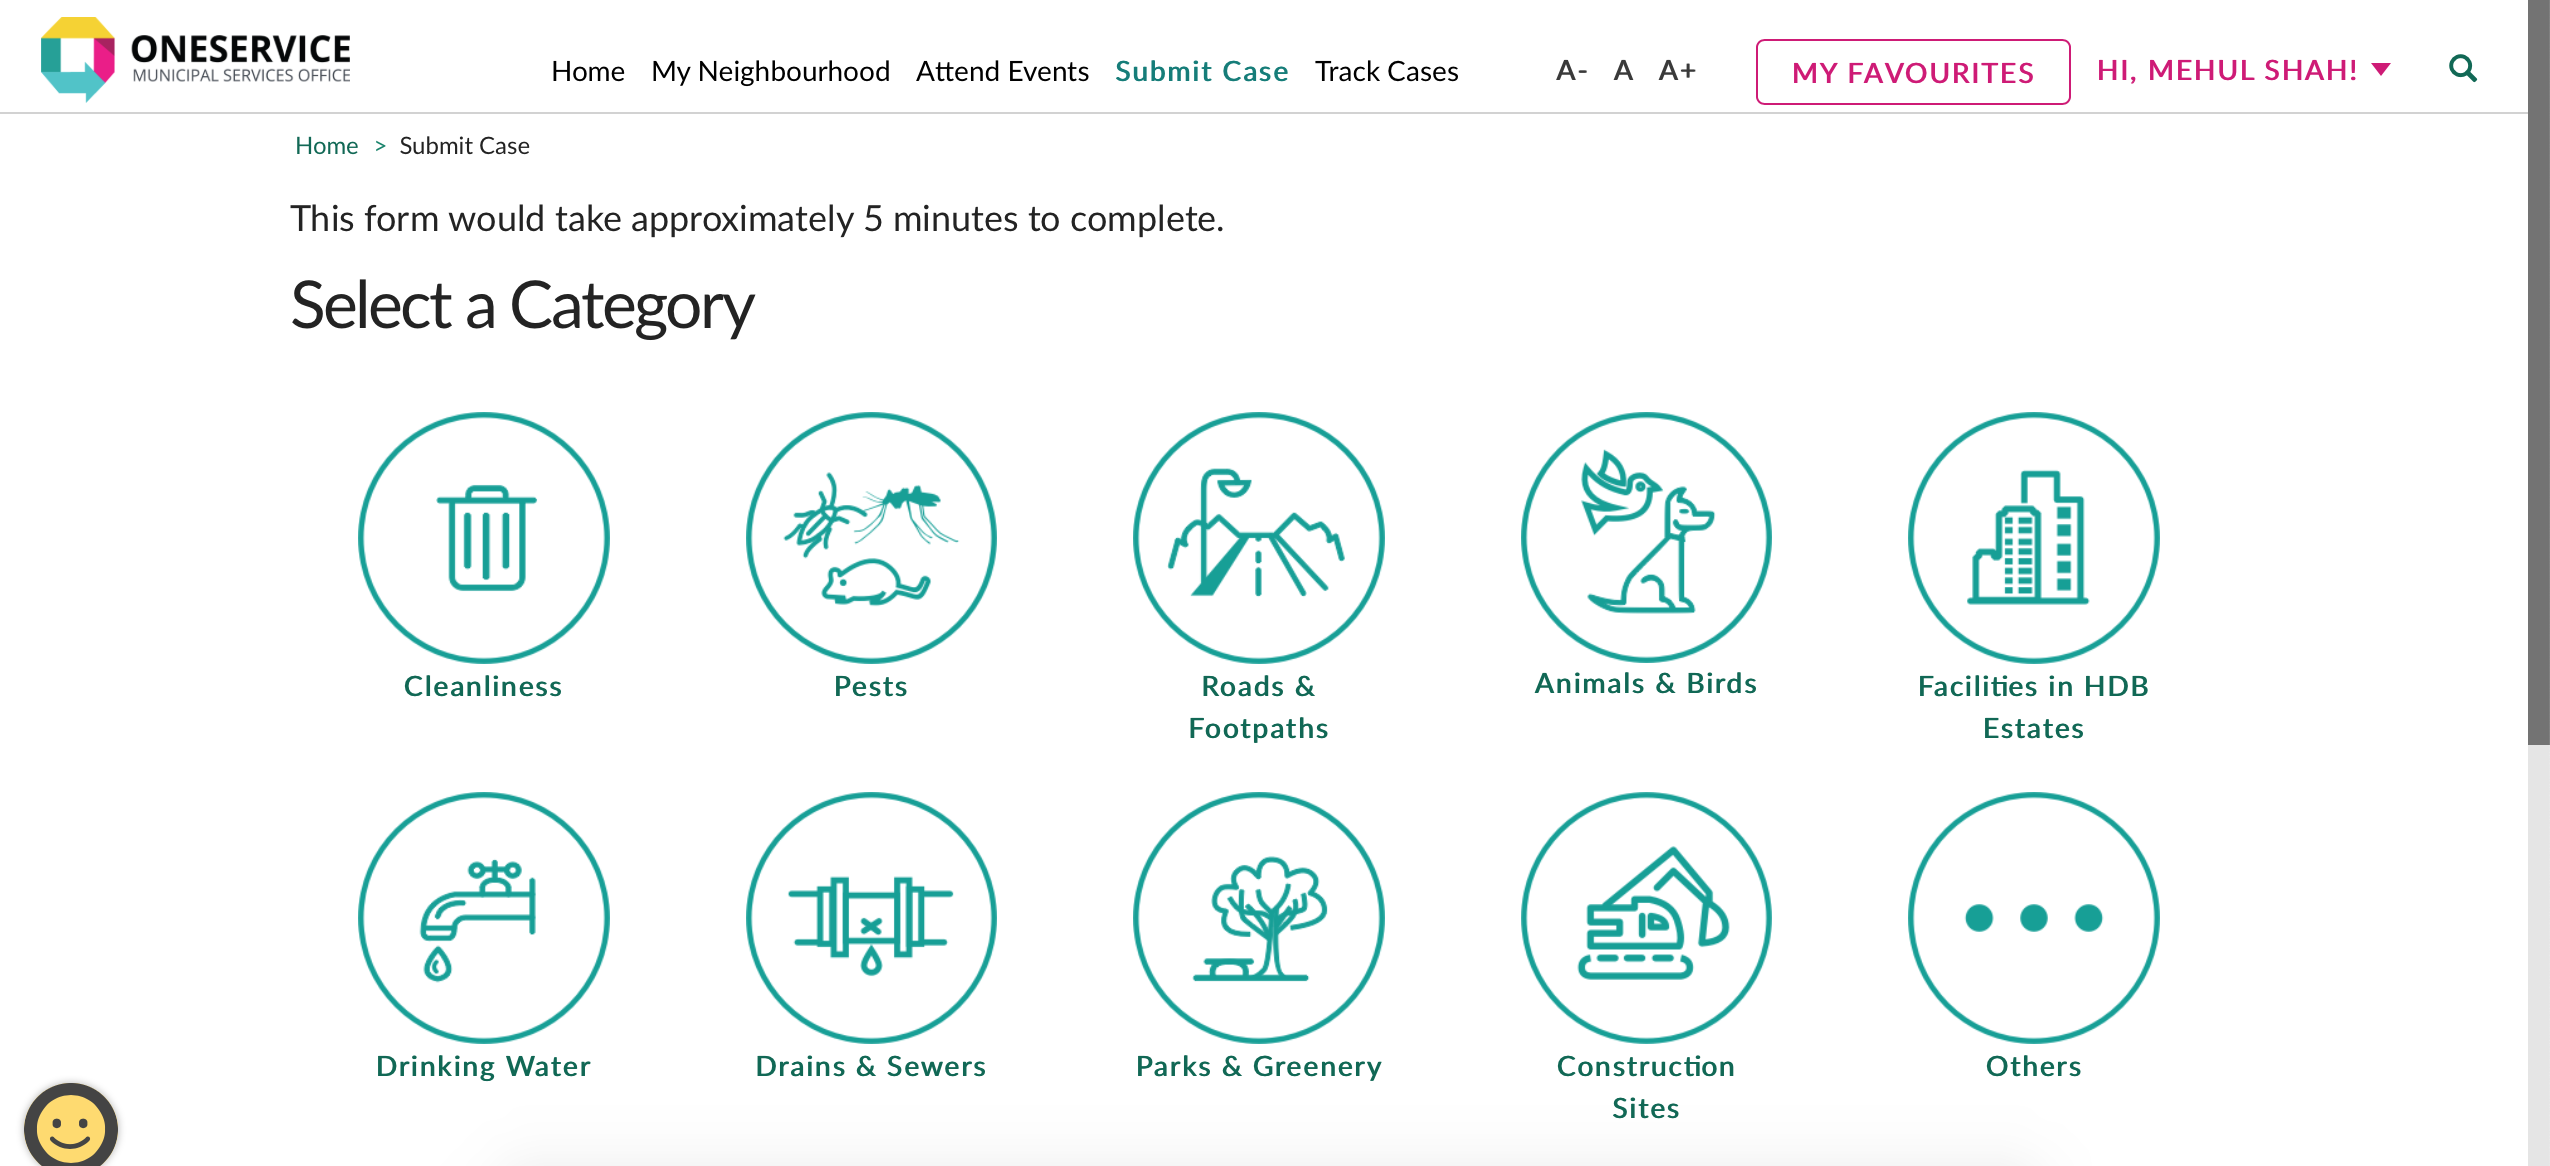 ONESERVICE
MUNICIPAL SERVICES OFFICE
Home My Neighbourhood Attend Events Submit Case Track Cases
A- A A+
MY FAVOURITES
HI, MEHUL SHAH!
Home > Submit Case
This form would take approximately 5 minutes to complete.
Select a Category
Cleanliness
Pests
Roads &
Footpaths
Animals & Birds
Facilities in HDB
Estates
Drinking Water
Drains & Sewers
Parks & Greenery
Construction
Sites
Others